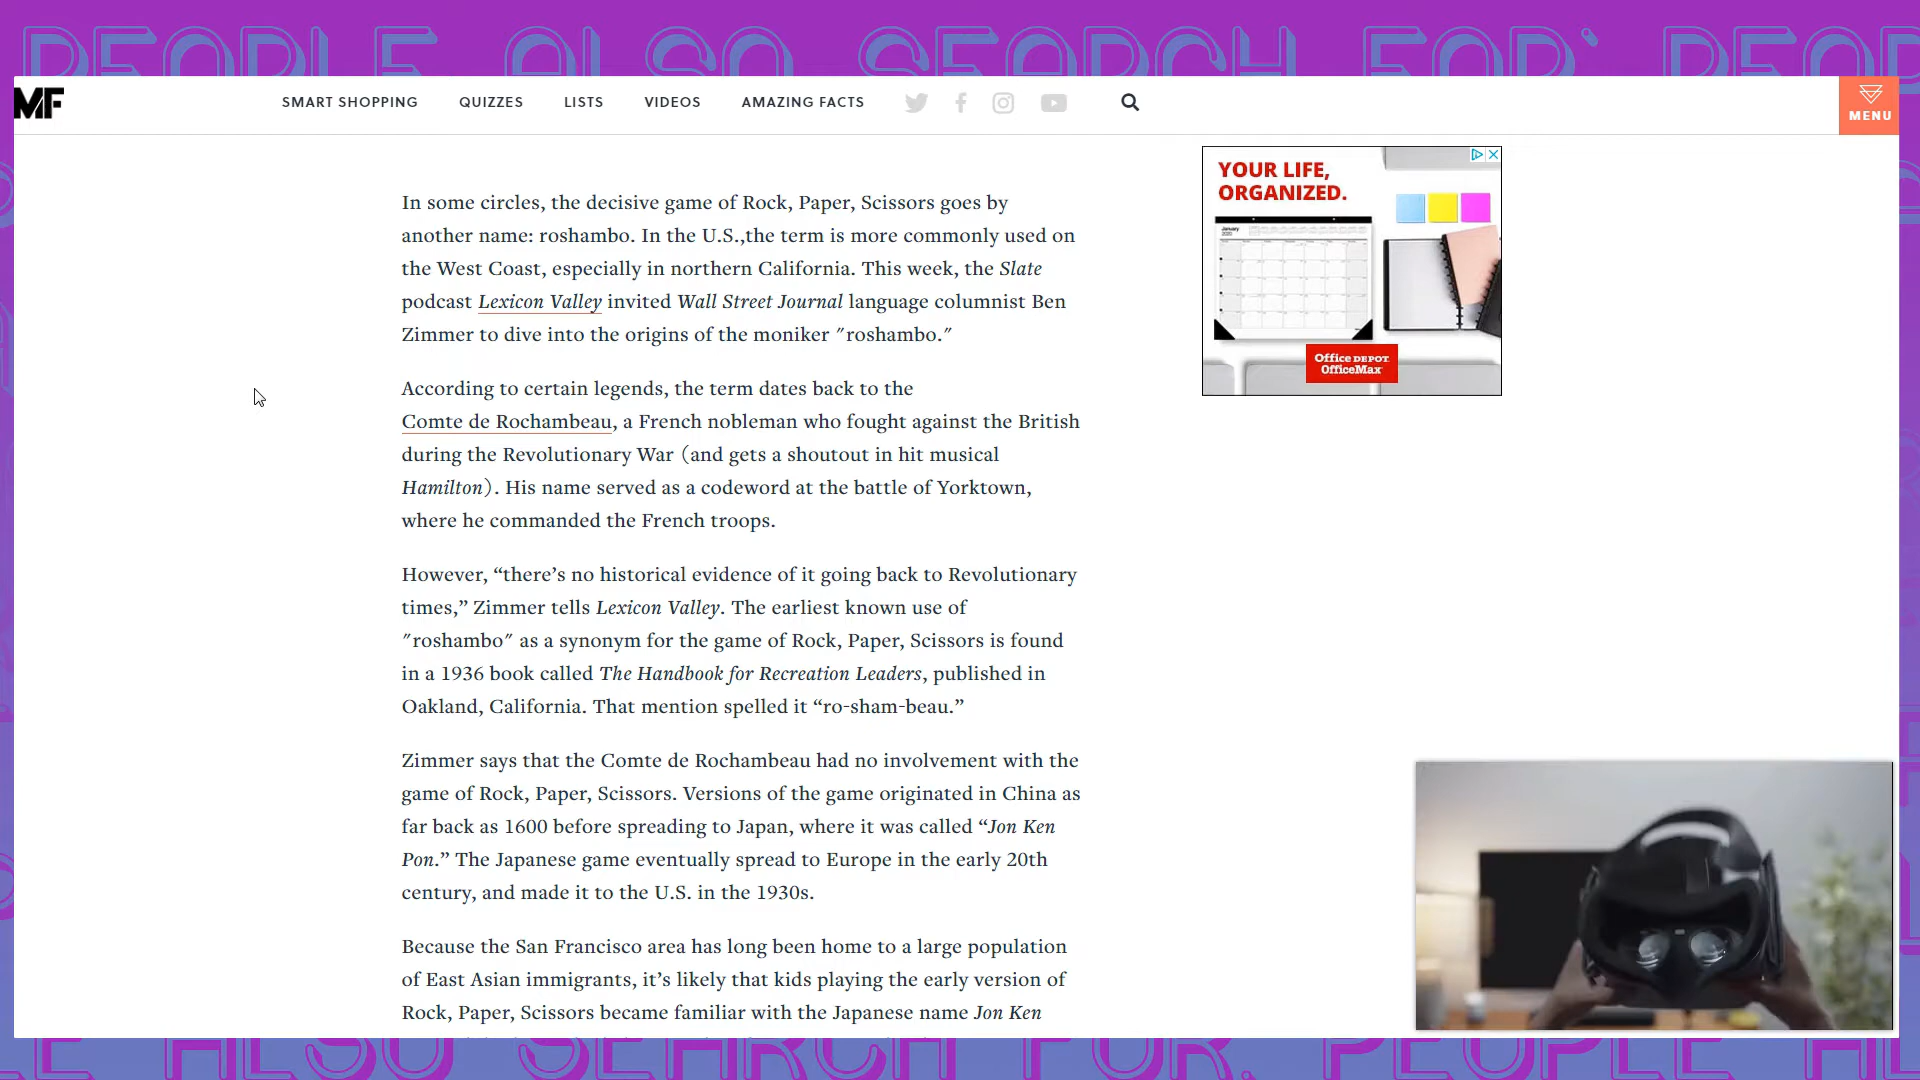 PEOPLE ALSO SEARCH FOR:
MF
SMART SHOPPING
QUIZZES
LISTS
VIDEOS
AMAZING FACTS
MENU
In some circles, the decisive game of Rock, Paper, Scissors goes by
another name: roshambo. In the U.S.,the term is more commonly used on
the West Coast, especially in northern California. This week, the Slate
podcast Lexicon Valley invited Wall Street Journal language columnist Ben
Zimmer to dive into the origins of the moniker "roshambo."
According to certain legends, the term dates back to the
Comte de Rochambeau, a French nobleman who fought against the British
during the Revolutionary War (and gets a shoutout in hit musical
Hamilton). His name served as a codeword at the battle of Yorktown,
where he commanded the French troops.
However, “there’s no historical evidence of it going back to Revolutionary
times,” Zimmer tells Lexicon Valley. The earliest known use of
"roshambo" as a synonym for the game of Rock, Paper, Scissors is found
in a 1936 book called The Handbook for Recreation Leaders, published in
Oakland, California. That mention spelled it “ro-sham-beau.”
Zimmer says that the Comte de Rochambeau had no involvement with the
game of Rock, Paper, Scissors. Versions of the game originated in China as
far back as 1600 before spreading to Japan, where it was called “Jon Ken
Pon.” The Japanese game eventually spread to Europe in the early 20th
century, and made it to the U.S. in the 1930s.
Because the San Francisco area has long been home to a large population
of East Asian immigrants, it’s likely that kids playing the early version of
Rock, Paper, Scissors became familiar with the Japanese name Jon Ken
YOUR LIFE,
ORGANIZED.
January
2020
Office DEPOT
OfficeMax
ALSO SEARCH FOR: PEOPLE